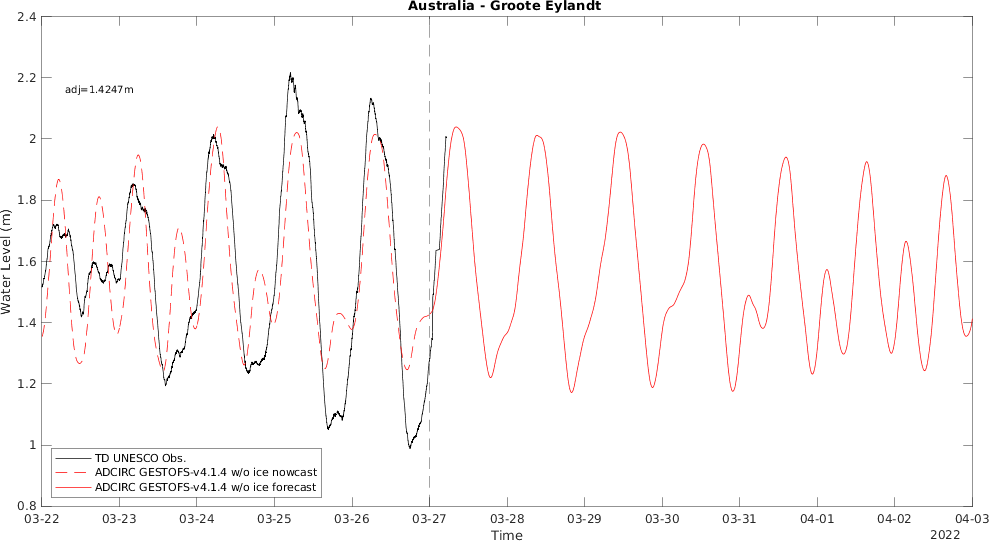 Australia - Groote Eylandt
2.4
2.2
2
1.8
1.6
1.4
1.2
1
0.8
Water Level (m)
adj=1.4247m
TD UNESCO Obs.
ADCIRC GESTOFS-v4.1.4 w/o ice nowcast
ADCIRC GESTOFS-v4.1.4 w/o ice forecast
03-22 03-23 03-24 03-25 03-26 03-27 03-28 03-29 03-30 03-31 04-01 04-02 04-03
Time
2022